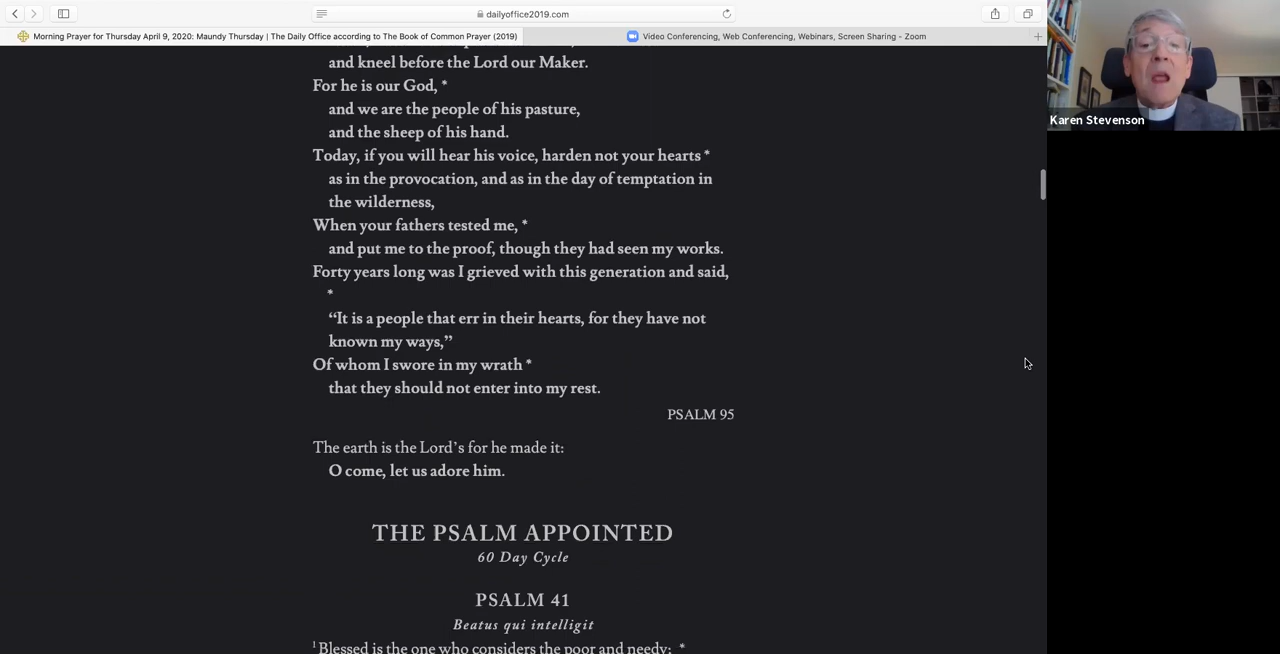 dailyoffice2019.com
Morning Prayer for Thursday April 9, 2020: Maundy Thursday | The Daily Office according to The Book of Common Prayer (2019)
Video Conferencing, Web Conferencing, Webinars, Screen Sharing - Zoom
and kneel before the Lord our Maker.
For he is our God, *
and we are the people of his pasture,
and the sheep of his hand.
Today, if you will hear his voice, harden not your hearts *
as in the provocation, and as in the day of temptation in
the wilderness,
When your fathers tested me, *
and put me to the proof, though they had seen my works.
Forty years long was I grieved with this generation and said,
*
“It is a people that err in their hearts, for they have not
known my ways,”
Of whom I swore in my wrath *
that they should not enter into my rest.
PSALM 95
The earth is the Lord’s for he made it:
O come, let us adore him.
THE PSALM APPOINTED
60 Day Cycle
PSALM 41
Beatus qui intelligit
1 Blessed is the one who considers the poor and needy; *
Karen Stevenson